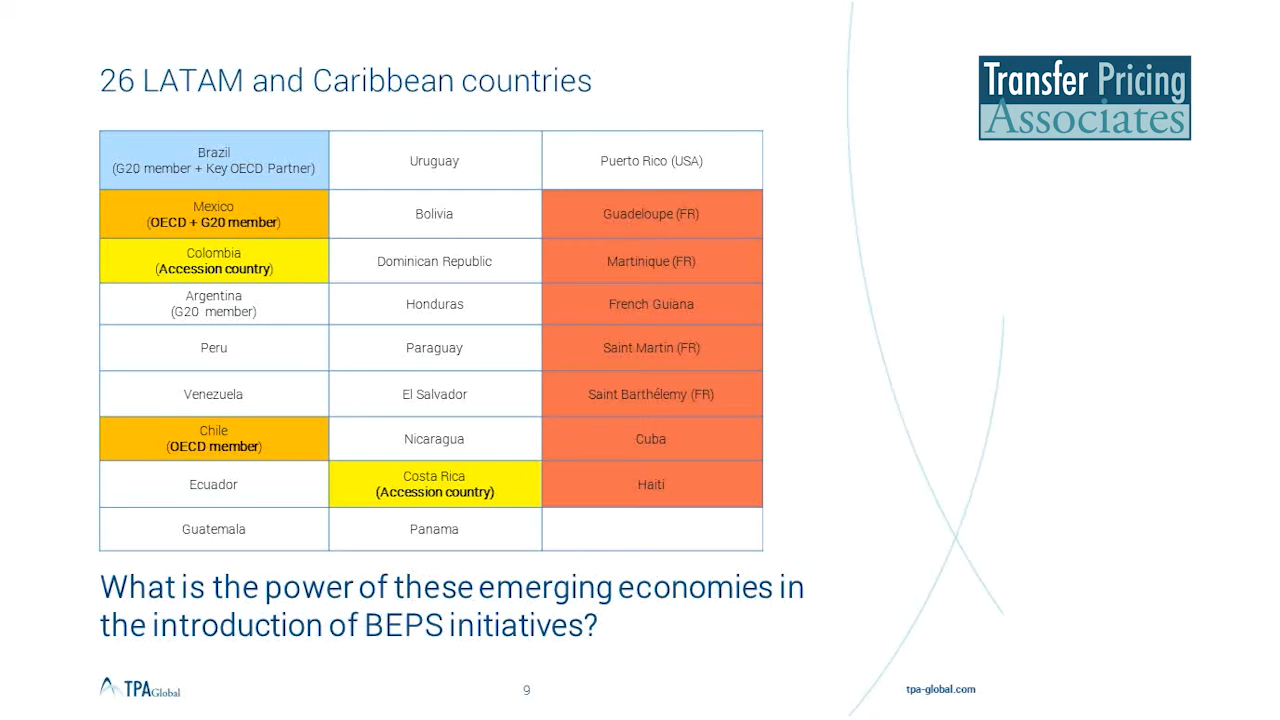 26 LATAM and Caribbean countries
Transfer Pricing
Associates
Brazil
(G20 member + Key OECD Partner)
Uruguay
Puerto Rico (USA)
Mexico
(OECD + G20 member)
Bolivia
Guadeloupe (FR)
Colombia
(Accession country)
Dominican Republic
Martinique (FR)
Argentina
(G20 member)
Honduras
French Guiana
Peru
Paraguay
Saint Martin (FR)
Venezuela
El Salvador
Saint Barthélemy (FR)
Chile
(OECD member)
Nicaragua
Cuba
Ecuador
Costa Rica
(Accession country)
Haiti
Guatemala
Panama
What is the power of these emerging economies in
the introduction of BEPS initiatives?
TPA Global
9
tpa-global.com